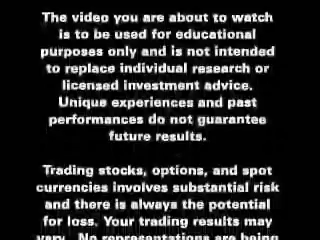 The video you are about to watch
is to be used for educational
purposes only and is not intended
to replace individual research or
licensed investment advice.
Unique experiences and past
performances do not guarantee
future results.
Trading stocks, options, and spot
currencies involves substantial risk
and there is always the potential
for loss. Your trading results may
vary. No representations are being